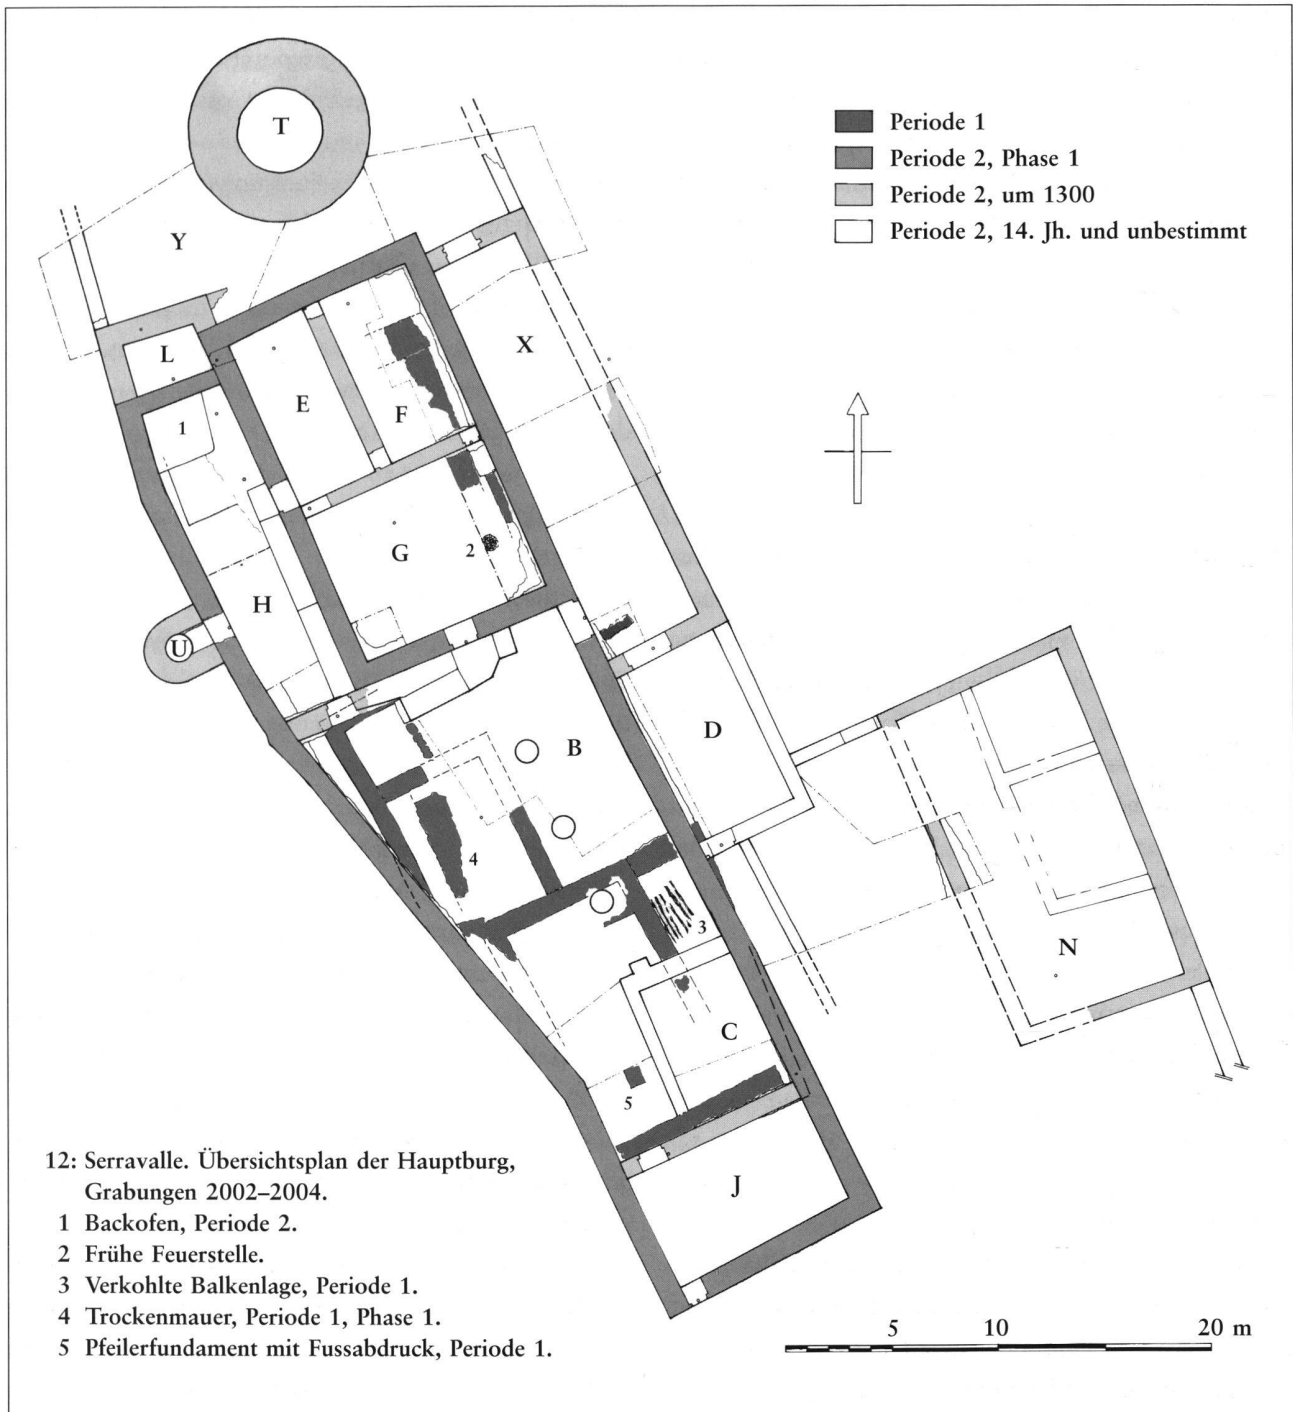 T
Periode 1
Periode 2, Phase 1
Periode 2, um 1300
Periode 2, 14. Jh. und unbestimmt
Y
X
L
E
F
1
G
2
H
U
B
D
4
3
N
C
5
J
12: Serravalle. Übersichtsplan der Hauptburg,
Grabungen 2002–2004.
1 Backofen, Periode 2.
2 Frühe Feuerstelle.
3 Verkohlte Balkenlage, Periode 1.
4 Trockenmauer, Periode 1, Phase 1.
5 Pfeilerfundament mit Fussabdruck, Periode 1.
5 10 20 m